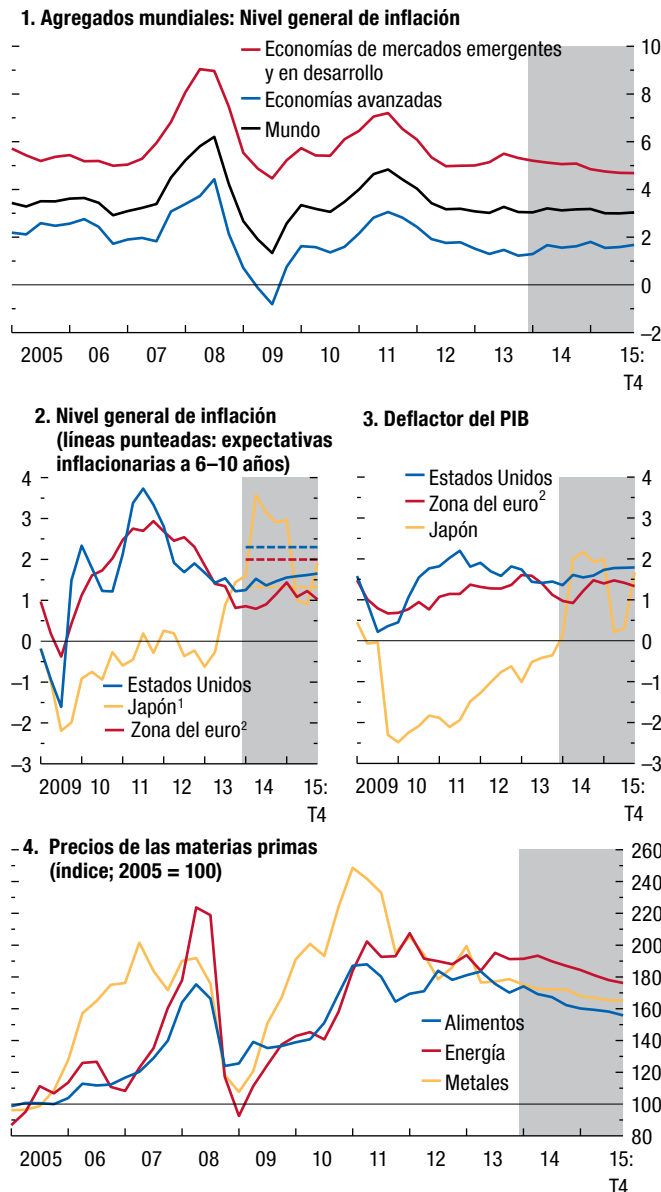 1. Agregados mundiales: Nivel general de inflación
Economías de mercados emergentes
y en desarrollo
Economías avanzadas
Mundo
10
8
6
4
2
0
–2
2005 06 07 08 09 10 11 12 13 14 15:
T4
2. Nivel general de inflación
(líneas punteadas: expectativas
inflacionarias a 6–10 años)
4
3
2
1
0
–1
–2
–3
Estados Unidos
Japón1
Zona del euro2
2009 10 11 12 13 14 15:
T4
3. Deflactor del PIB
Estados Unidos
Zona del euro2
Japón
4
3
2
1
0
–1
–2
–3
2009 10 11 12 13 14 15:
T4
4. Precios de las materias primas
(índice; 2005 = 100)
260
240
220
200
180
160
140
120
100
80
Alimentos
Energía
Metales
2005 06 07 08 09 10 11 12 13 14 15:
T4